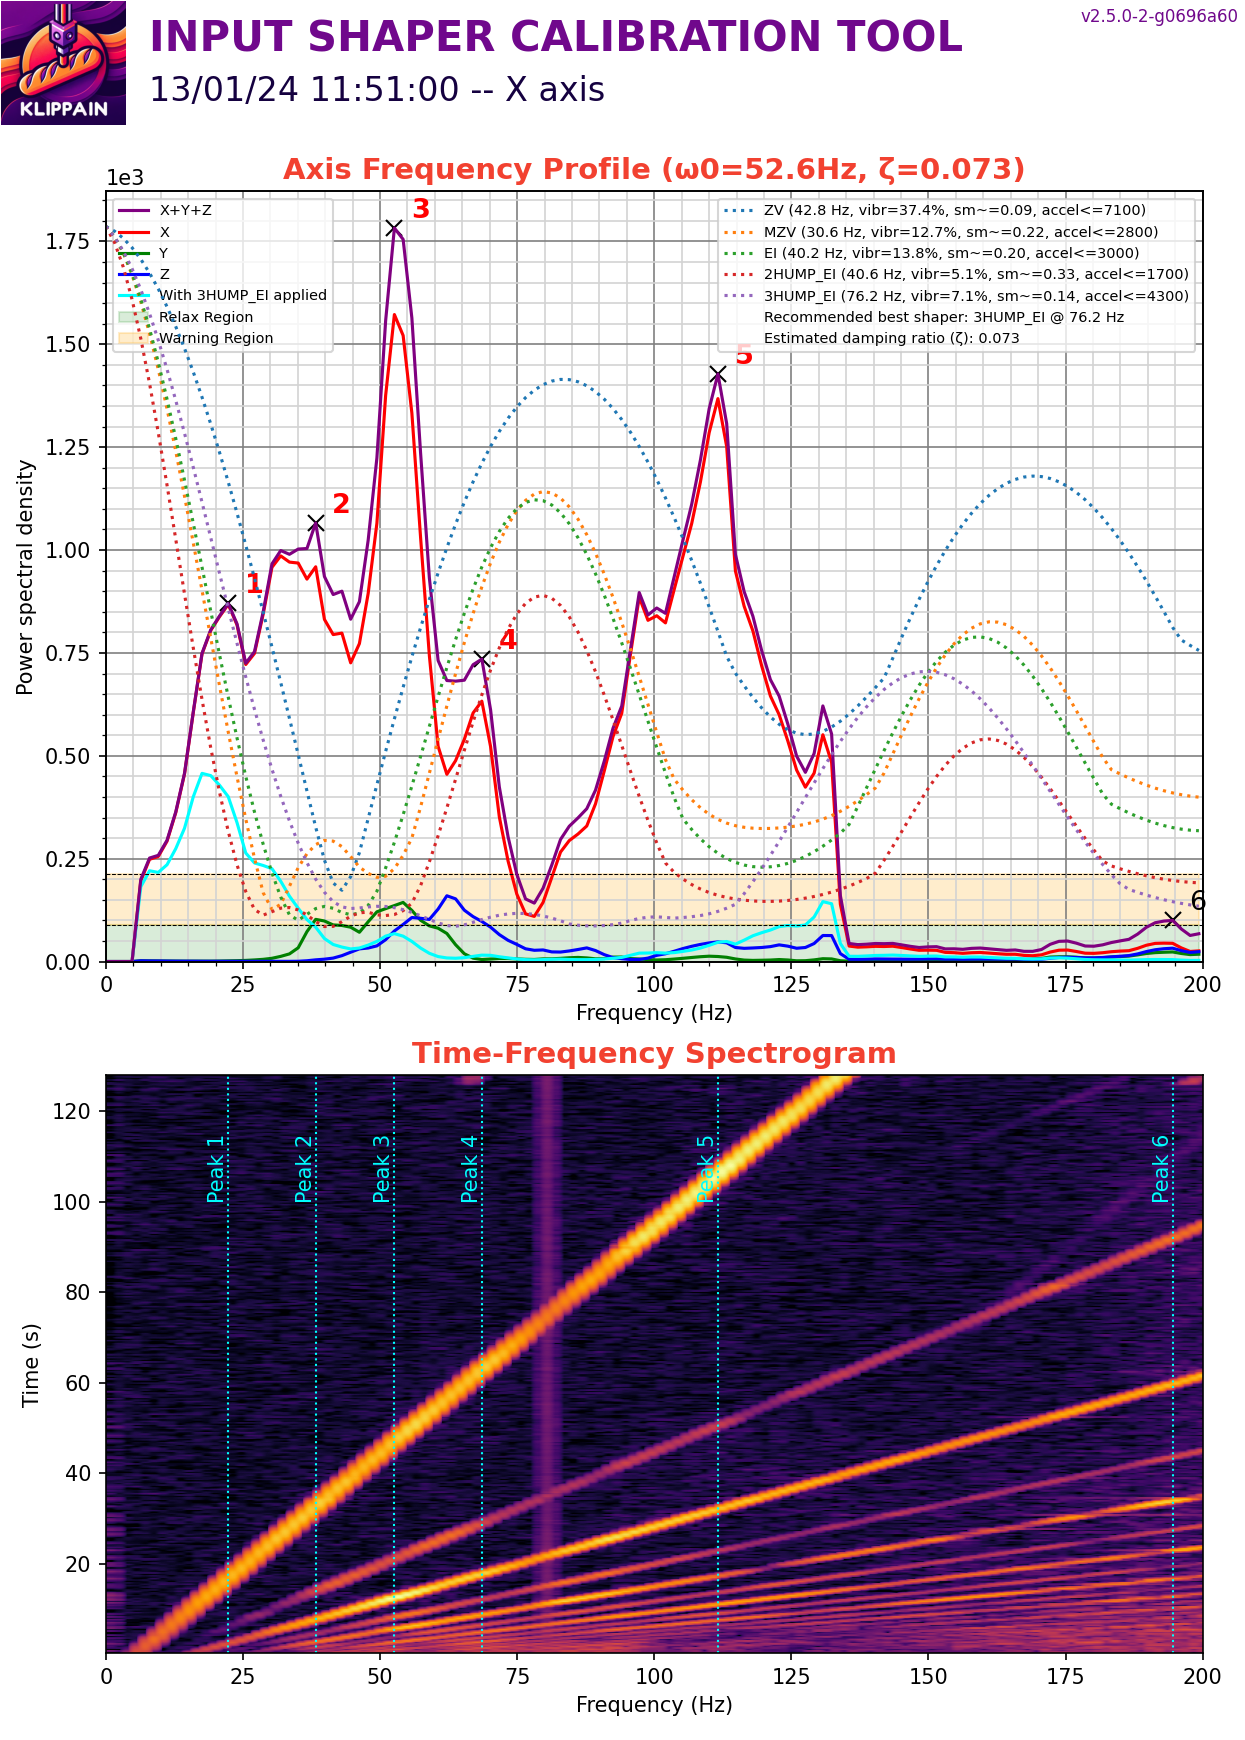 v2.5.0-2-g0696a60
INPUT SHAPER CALIBRATION TOOL
13/01/24 11:51:00 -- X axis
KLIPPAIN
Axis Frequency Profile (ω0=52.6Hz, ζ=0.073)
1e3
X+Y+Z
X
Y
Z
With 3HUMP_EI applied
Relax Region
Warning Region
ZV (42.8 Hz, vibr=37.4%, sm~=0.09, accel<=7100)
MZV (30.6 Hz, vibr=12.7%, sm~=0.22, accel<=2800)
EI (40.2 Hz, vibr=13.8%, sm~=0.20, accel<=3000)
2HUMP_EI (40.6 Hz, vibr=5.1%, sm~=0.33, accel<=1700)
3HUMP_EI (76.2 Hz, vibr=7.1%, sm~=0.14, accel<=4300)
Recommended best shaper: 3HUMP_EI @ 76.2 Hz
Estimated damping ratio (ζ): 0.073
1
2
3
4
5
6
Power spectral density
1.75
1.50
1.25
1.00
0.75
0.50
0.25
0.00
0 25 50 75 100 125 150 175 200
Frequency (Hz)
Time-Frequency Spectrogram
Time (s)
120
100
80
60
40
20
Peak 1
Peak 2
Peak 3
Peak 4
Peak 5
Peak 6
0 25 50 75 100 125 150 175 200
Frequency (Hz)